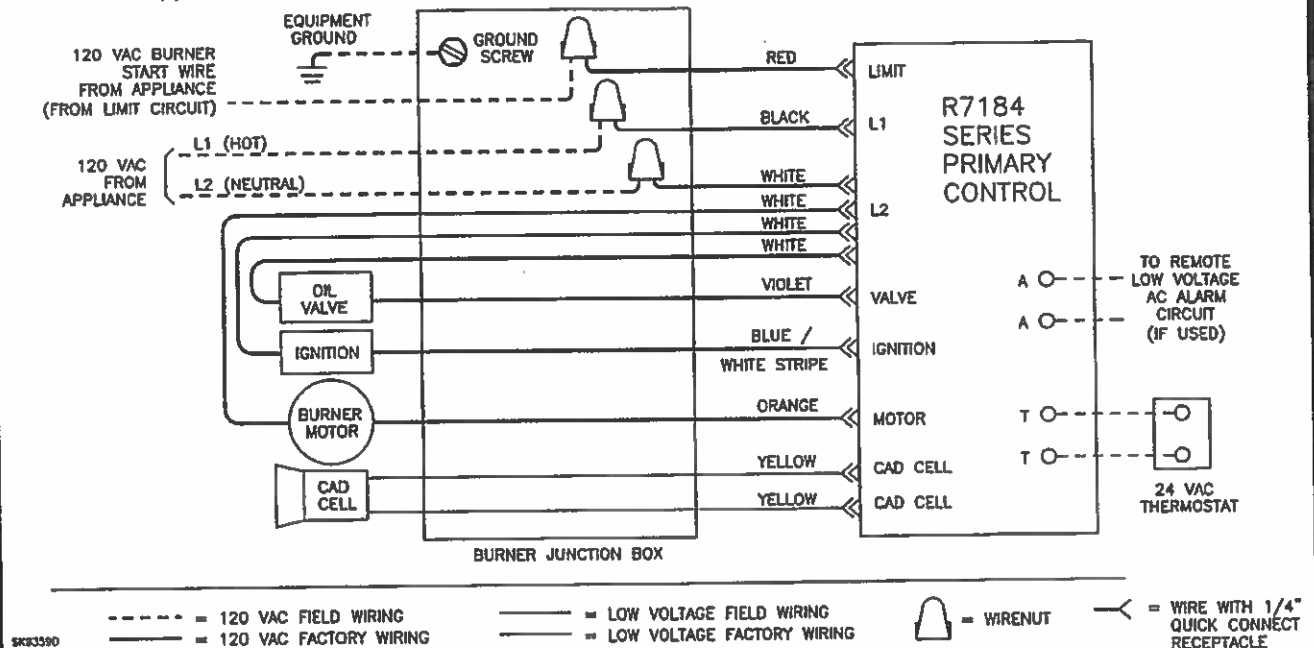 EQUIPMENT
GROUND
GROUND
SCREW
120 VAC BURNER
START WIRE
FROM APPLIANCE
(FROM LIMIT CIRCUIT)
L1 (HOT)
120 VAC
FROM
APPLIANCE
L2 (NEUTRAL)
RED
LIMIT
BLACK
L1
R7184
SERIES
PRIMARY
CONTROL
WHITE
WHITE
L2
WHITE
WHITE
OIL
VALVE
VIOLET
VALVE
IGNITION
BLUE /
WHITE STRIPE
IGNITION
BURNER
MOTOR
ORANGE
MOTOR
CAD
CELL
YELLOW
CAD CELL
YELLOW
CAD CELL
A
A
TO REMOTE
LOW VOLTAGE
AC ALARM
CIRCUIT
(IF USED)
T
T
24 VAC
THERMOSTAT
BURNER JUNCTION BOX
= 120 VAC FIELD WIRING
= 120 VAC FACTORY WIRING
= LOW VOLTAGE FIELD WIRING
= LOW VOLTAGE FACTORY WIRING
= WIRENUT
= WIRE WITH 1/4"
QUICK CONNECT
RECEPTACLE